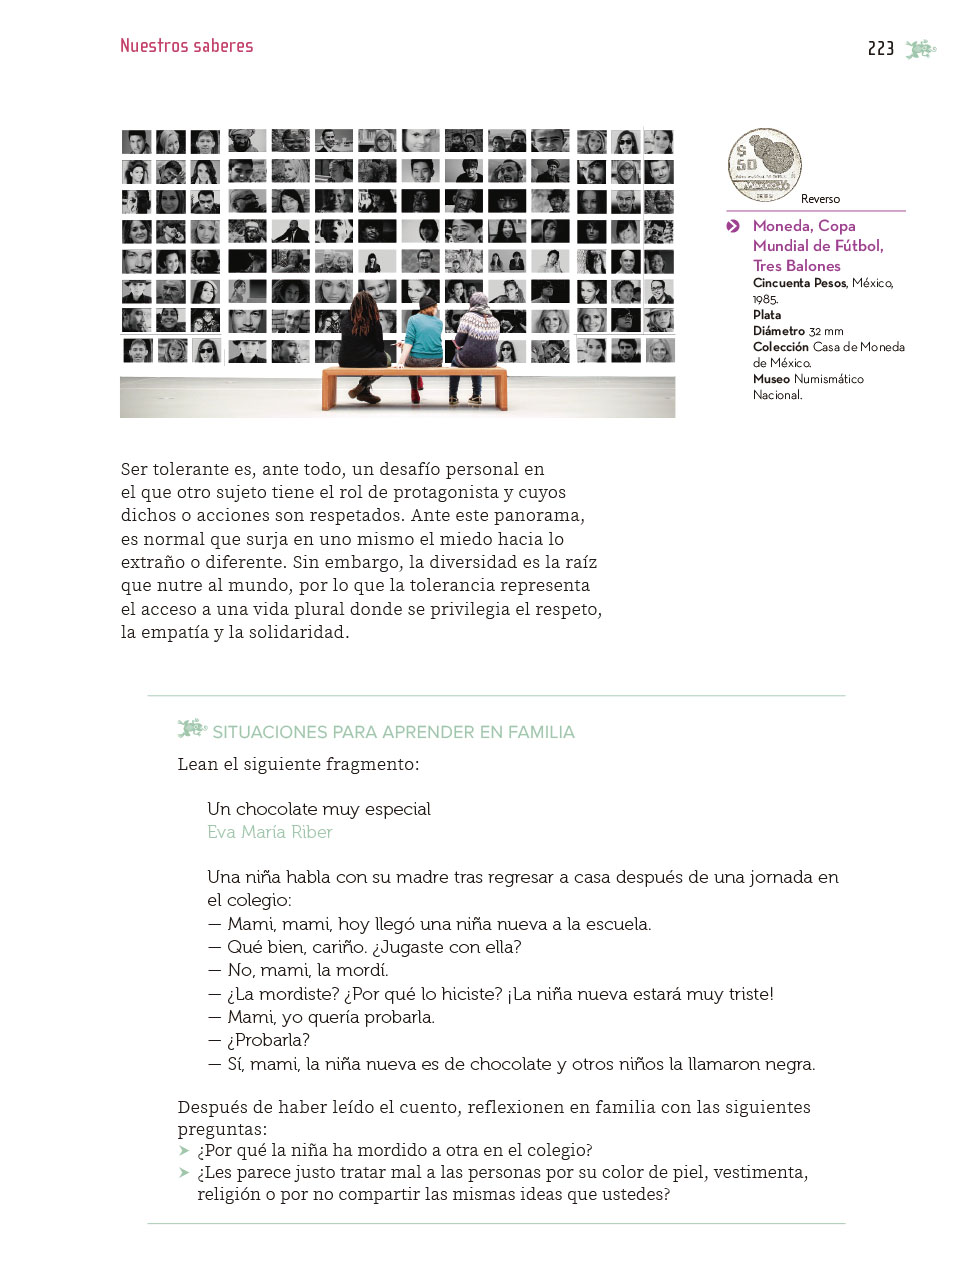 Nuestros saberes
223
$
50
Reverso
Moneda, Copa
Mundial de Fútbol,
Tres Balones
Cincuenta Pesos, México,
1985.
Plata
Diámetro 32 mm
Colección Casa de Moneda
de México.
Museo Numismático
Nacional.
Ser tolerante es, ante todo, un desafío personal en
el que otro sujeto tiene el rol de protagonista y cuyos
dichos o acciones son respetados. Ante este panorama,
es normal que surja en uno mismo el miedo hacia lo
extraño o diferente. Sin embargo, la diversidad es la raíz
que nutre al mundo, por lo que la tolerancia representa
el acceso a una vida plural donde se privilegia el respeto,
la empatía y la solidaridad.
SITUACIONES PARA APRENDER EN FAMILIA
Lean el siguiente fragmento:
Un chocolate muy especial
Eva María Riber
Una niña habla con su madre tras regresar a casa después de una jornada en
el colegio:
— Mami, mami, hoy llegó una niña nueva a la escuela.
— Qué bien, cariño. ¿Jugaste con ella?
— No, mami, la mordí.
— ¿La mordiste? ¿Por qué lo hiciste? ¡La niña nueva estará muy triste!
— Mami, yo quería probarla.
— ¿Probarla?
— Sí, mami, la niña nueva es de chocolate y otros niños la llamaron negra.
Después de haber leído el cuento, reflexionen en familia con las siguientes
preguntas:
➤ ¿Por qué la niña ha mordido a otra en el colegio?
➤ ¿Les parece justo tratar mal a las personas por su color de piel, vestimenta,
religión o por no compartir las mismas ideas que ustedes?